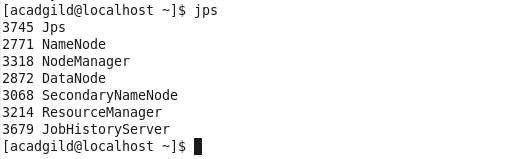 [acadgild@localhost ~]$ jps
3745 Jps
2771 NameNode
3318 NodeManager
2872 DataNode
3068 SecondaryNameNode
3214 ResourceManager
3679 JobHistoryServer
[acadgild@localhost ~]$